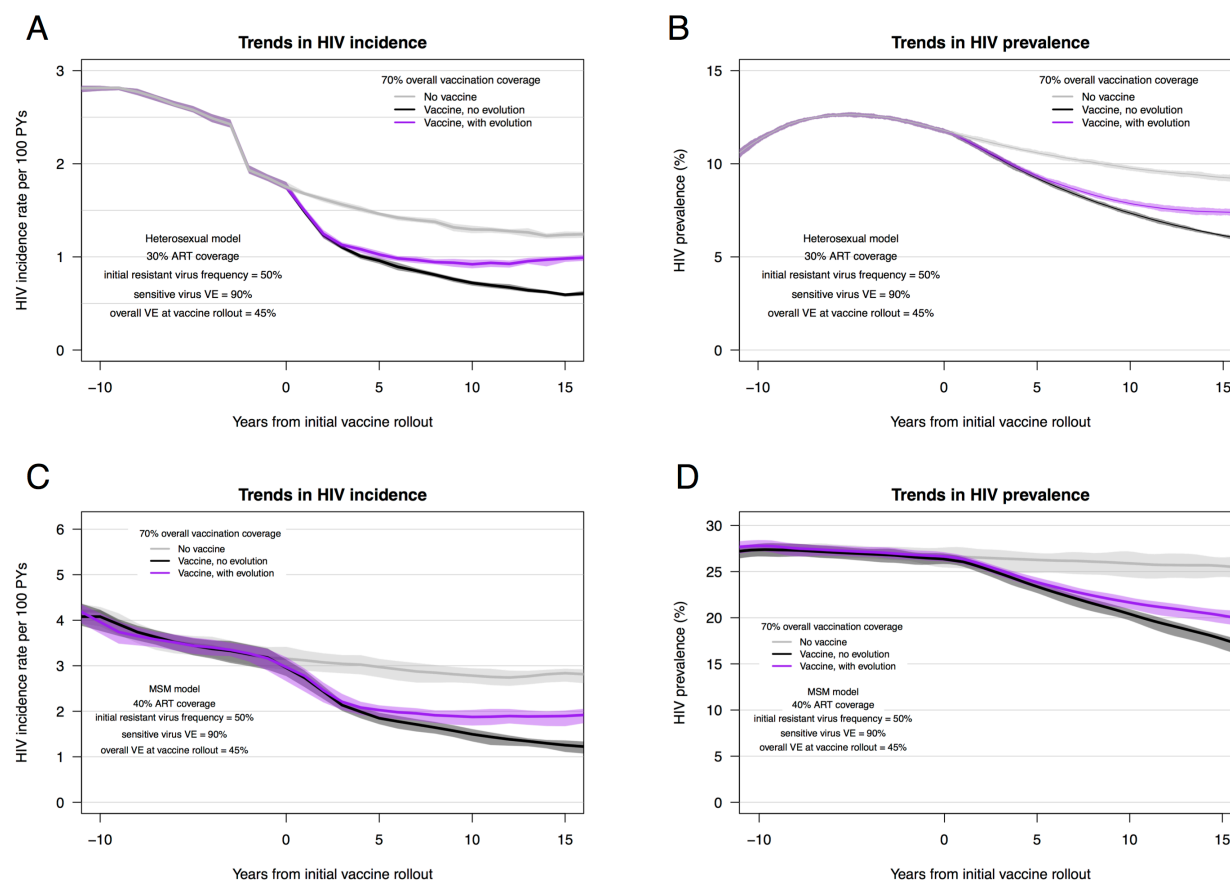 A
Trends in HIV incidence
HIV incidence rate per 100 PYs
3
2
1
0
70% overall vaccination coverage
No vaccine
Vaccine, no evolution
Vaccine, with evolution
Heterosexual model
30% ART coverage
initial resistant virus frequency = 50%
sensitive virus VE = 90%
overall VE at vaccine rollout = 45%
−10
0
5
10
15
Years from initial vaccine rollout
B
Trends in HIV prevalence
HIV prevalence (%)
15
10
5
0
70% overall vaccination coverage
No vaccine
Vaccine, no evolution
Vaccine, with evolution
Heterosexual model
30% ART coverage
initial resistant virus frequency = 50%
sensitive virus VE = 90%
overall VE at vaccine rollout = 45%
−10
0
5
10
15
Years from initial vaccine rollout
C
Trends in HIV incidence
HIV incidence rate per 100 PYs
6
5
4
3
2
1
0
70% overall vaccination coverage
No vaccine
Vaccine, no evolution
Vaccine, with evolution
MSM model
40% ART coverage
initial resistant virus frequency = 50%
sensitive virus VE = 90%
overall VE at vaccine rollout = 45%
−10
0
5
10
15
Years from initial vaccine rollout
D
Trends in HIV prevalence
HIV prevalence (%)
30
25
20
15
10
5
0
70% overall vaccination coverage
No vaccine
Vaccine, no evolution
Vaccine, with evolution
MSM model
40% ART coverage
initial resistant virus frequency = 50%
sensitive virus VE = 90%
overall VE at vaccine rollout = 45%
−10
0
5
10
15
Years from initial vaccine rollout